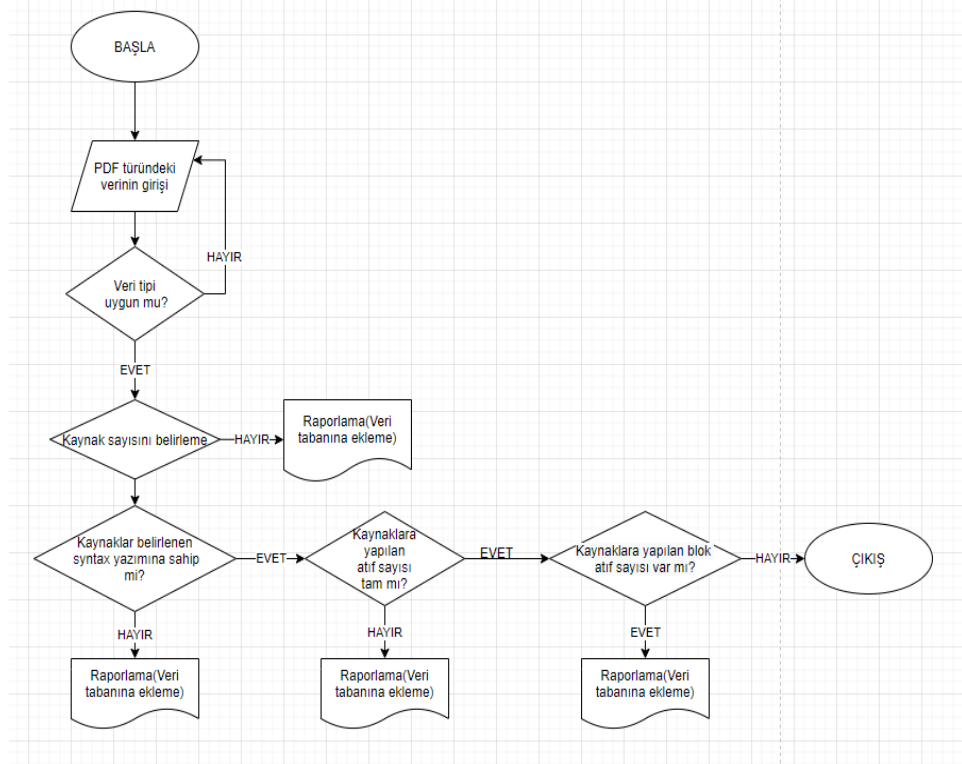 BAŞLA
PDF türündeki
verinin girişi
HAYIR
Veri tipi
uygun mu?
EVET
Kaynak sayısını belirleme
HAYIR
Raporlama(Veri
tabanına ekleme)
Kaynaklar belirlenen
syntax yazımına sahip
mi?
EVET
Kaynaklara
yapılan
atıf sayısı
tam mı?
EVET
Kaynaklara yapılan blok
atıf sayısı var mı?
HAYIR
ÇIKIŞ
HAYIR
HAYIR
EVET
Raporlama(Veri
tabanına ekleme)
Raporlama(Veri
tabanına ekleme)
Raporlama(Veri
tabanına ekleme)